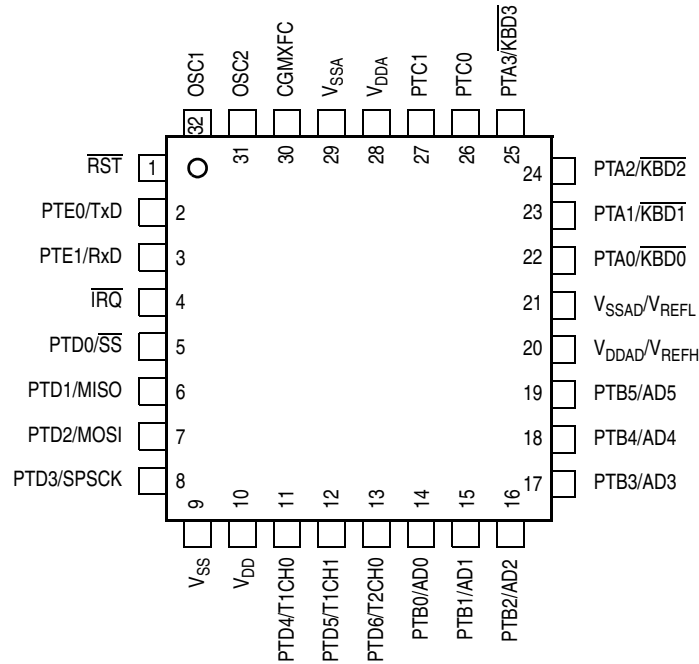 OSC1
OSC2
CGMXFC
VSSA
VDDA
PTC1
PTC0
PTA3/KBD3
32
31
30
29
28
27
26
25
RST 1
PTE0/TxD 2
PTE1/RxD 3
IRQ 4
PTD0/SS 5
PTD1/MISO 6
PTD2/MOSI 7
PTD3/SPSCK 8
24 PTA2/KBD2
23 PTA1/KBD1
22 PTA0/KBD0
21 VSSAD/VREFL
20 VDDAD/VREFH
19 PTB5/AD5
18 PTB4/AD4
17 PTB3/AD3
9
10
11
12
13
14
15
16
VSS
VDD
PTD4/T1CH0
PTD5/T1CH1
PTD6/T2CH0
PTB0/AD0
PTB1/AD1
PTB2/AD2